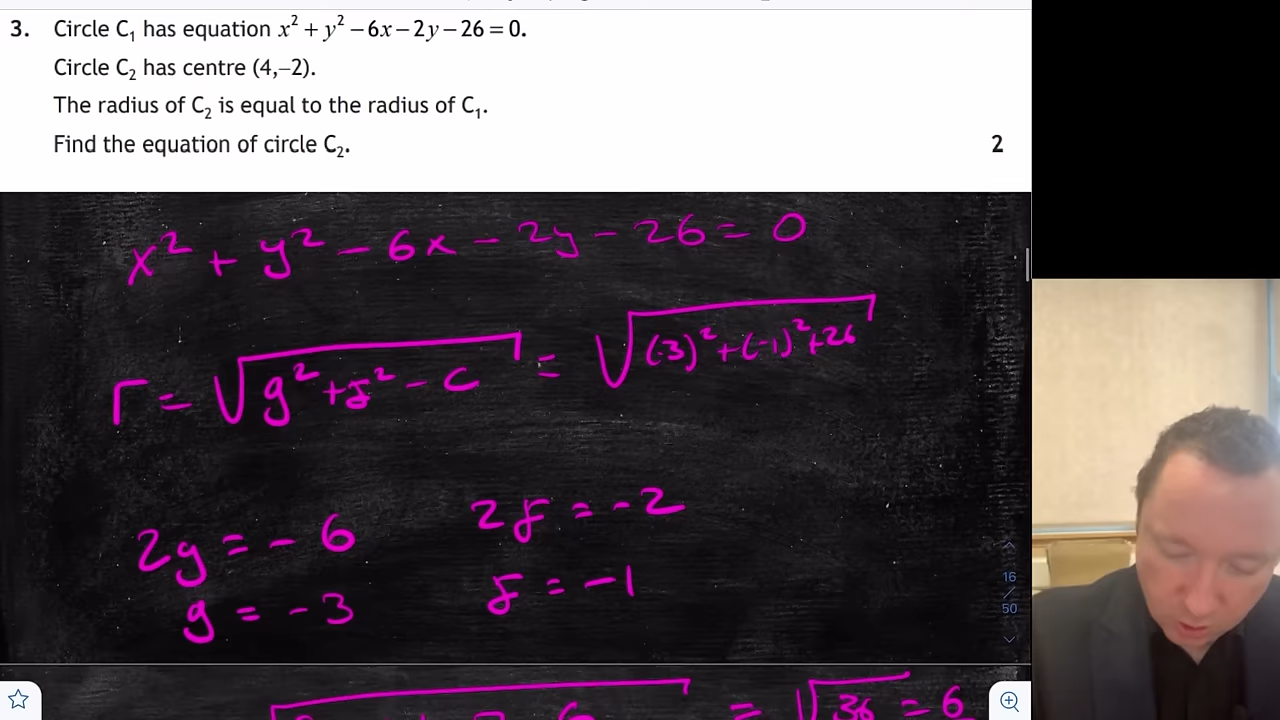 3. Circle C₁ has equation x² + y² – 6x – 2y – 26 = 0.
Circle C₂ has centre (4,–2).
The radius of C₂ is equal to the radius of C₁.
Find the equation of circle C₂. 2
x² + y² - 6x - 2y - 26 = 0
r = √(g² + f² - c) = √((-3)² + (-1)² + 26)
2g = -6 2f = -2
g = -3 f = -1
16
/
50
= √36 = 6